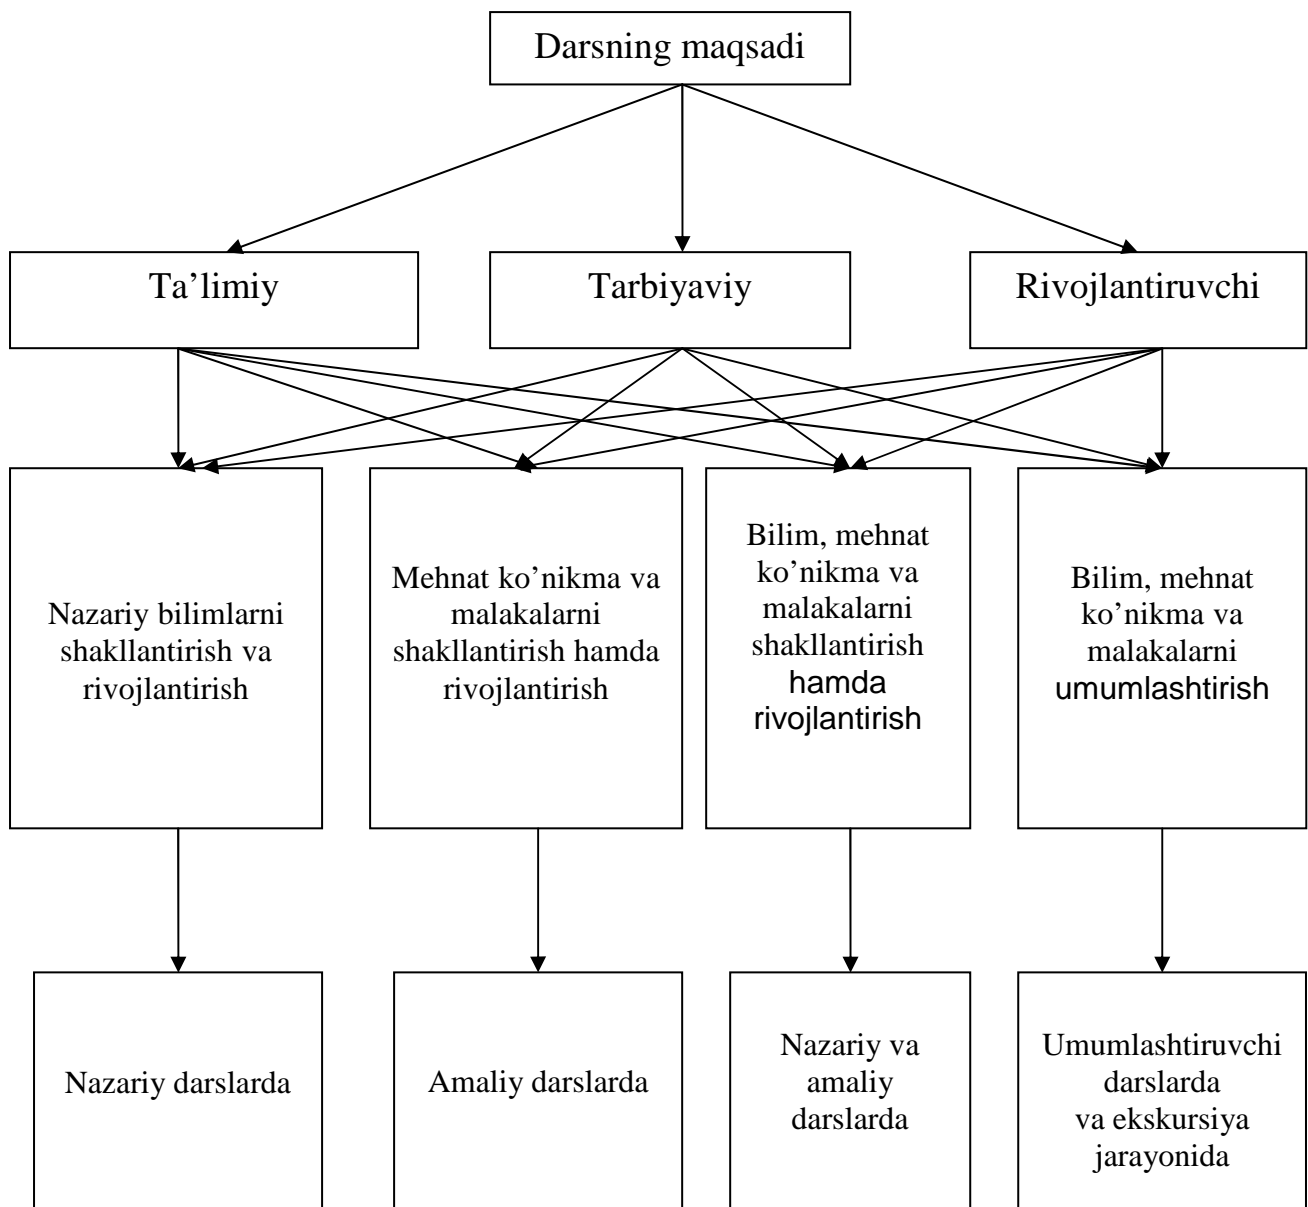 Darsning maqsadi
Ta’limiy
Tarbiyaviy
Rivojlantiruvchi
Nazariy bilimlarni
shakllantirish va
rivojlantirish
Mehnat ko’nikma va
malakalarni
shakllantirish hamda
rivojlantirish
Bilim, mehnat
ko’nikma va
malakalarni
shakllantirish
hamda
rivojlantirish
Bilim, mehnat
ko’nikma va
malakalarni
umumlashtirish
Nazariy darslarda
Amaliy darslarda
Nazariy va
amaliy
darslarda
Umumlashtiruvchi
darslarda
va ekskursiya
jarayonida